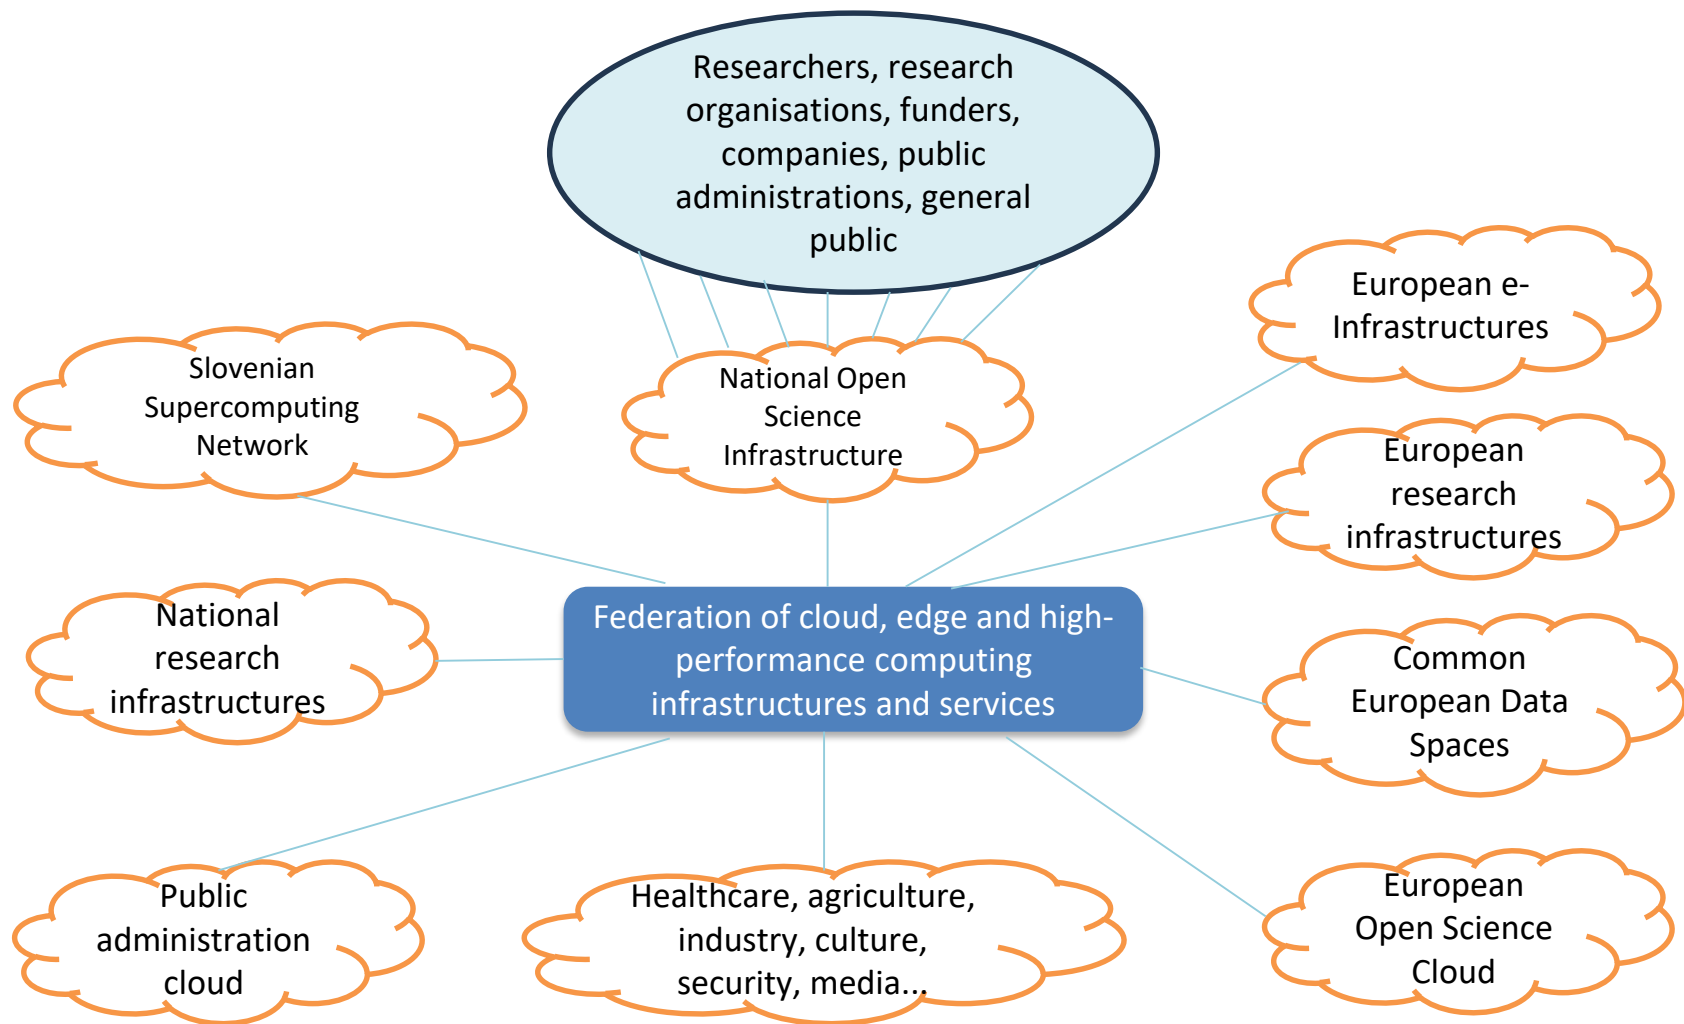 Researchers, research
organisations, funders,
companies, public
administrations, general
public
European e-
Infrastructures
Slovenian
Supercomputing
Network
National Open
Science
Infrastructure
European
research
infrastructures
National
research
infrastructures
Federation of cloud, edge and high-
performance computing
infrastructures and services
Common
European Data
Spaces
Public
administration
cloud
Healthcare, agriculture,
industry, culture,
security, media...
European
Open Science
Cloud